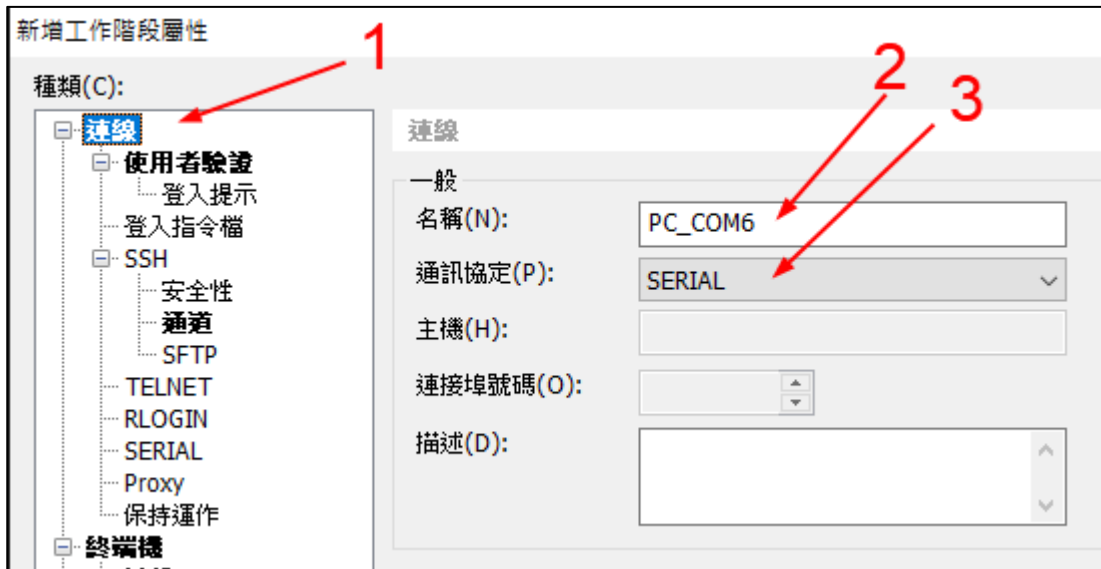 新增工作階段屬性
1
種類(C):
連線
使用者驗證
登入提示
登入指令檔
SSH
安全性
通道
SFTP
TELNET
RLOGIN
SERIAL
Proxy
保持運作
終端機
2
3
連線
一般
名稱(N):
PC_COM6
通訊協定(P):
SERIAL
主機(H):
連接埠號碼(O):
描述(D):